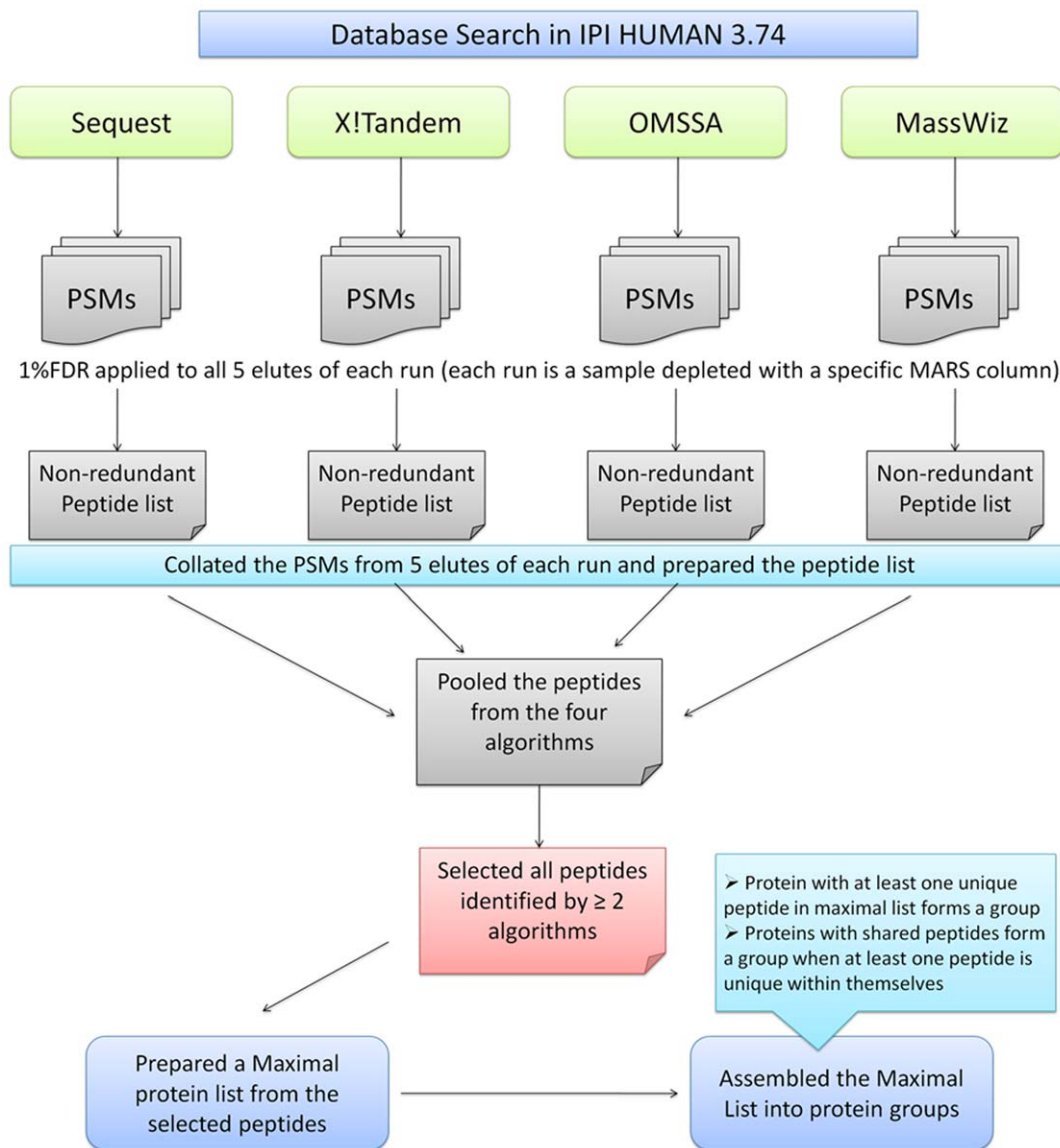 Database Search in IPI HUMAN 3.74
Sequest
X!Tandem
OMSSA
MassWiz
PSMs
PSMs
PSMs
PSMs
1%FDR applied to all 5 elutes of each run (each run is a sample depleted with a specific MARS column)
Non-redundant
Peptide list
Non-redundant
Peptide list
Non-redundant
Peptide list
Non-redundant
Peptide list
Collated the PSMs from 5 elutes of each run and prepared the peptide list
Pooled the peptides
from the four
algorithms
Selected all peptides
identified by ≥ 2
algorithms
➢ Protein with at least one unique
peptide in maximal list forms a group
➢ Proteins with shared peptides form
a group when at least one peptide is
unique within themselves
Prepared a Maximal
protein list from the
selected peptides
Assembled the Maximal
List into protein groups